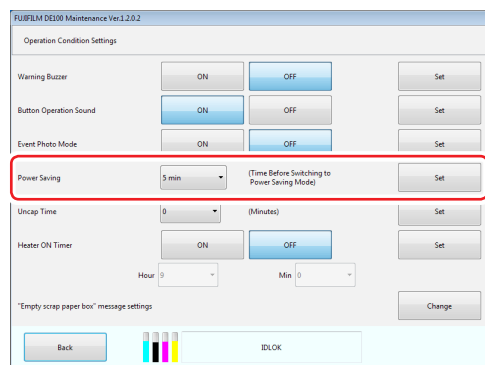 FUJIFILM DE100 Maintenance Ver.1.2.0.2
Operation Condition Settings
Warning Buzzer ON OFF Set
Button Operation Sound ON OFF Set
Event Photo Mode ON OFF Set
Power Saving 5 min (Time Before Switching to Power Saving Mode) Set
Uncap Time 0 (Minutes) Set
Heater ON Timer ON OFF Set
Hour 9 Min 0
"Empty scrap paper box" message settings Change
Back IDLOK